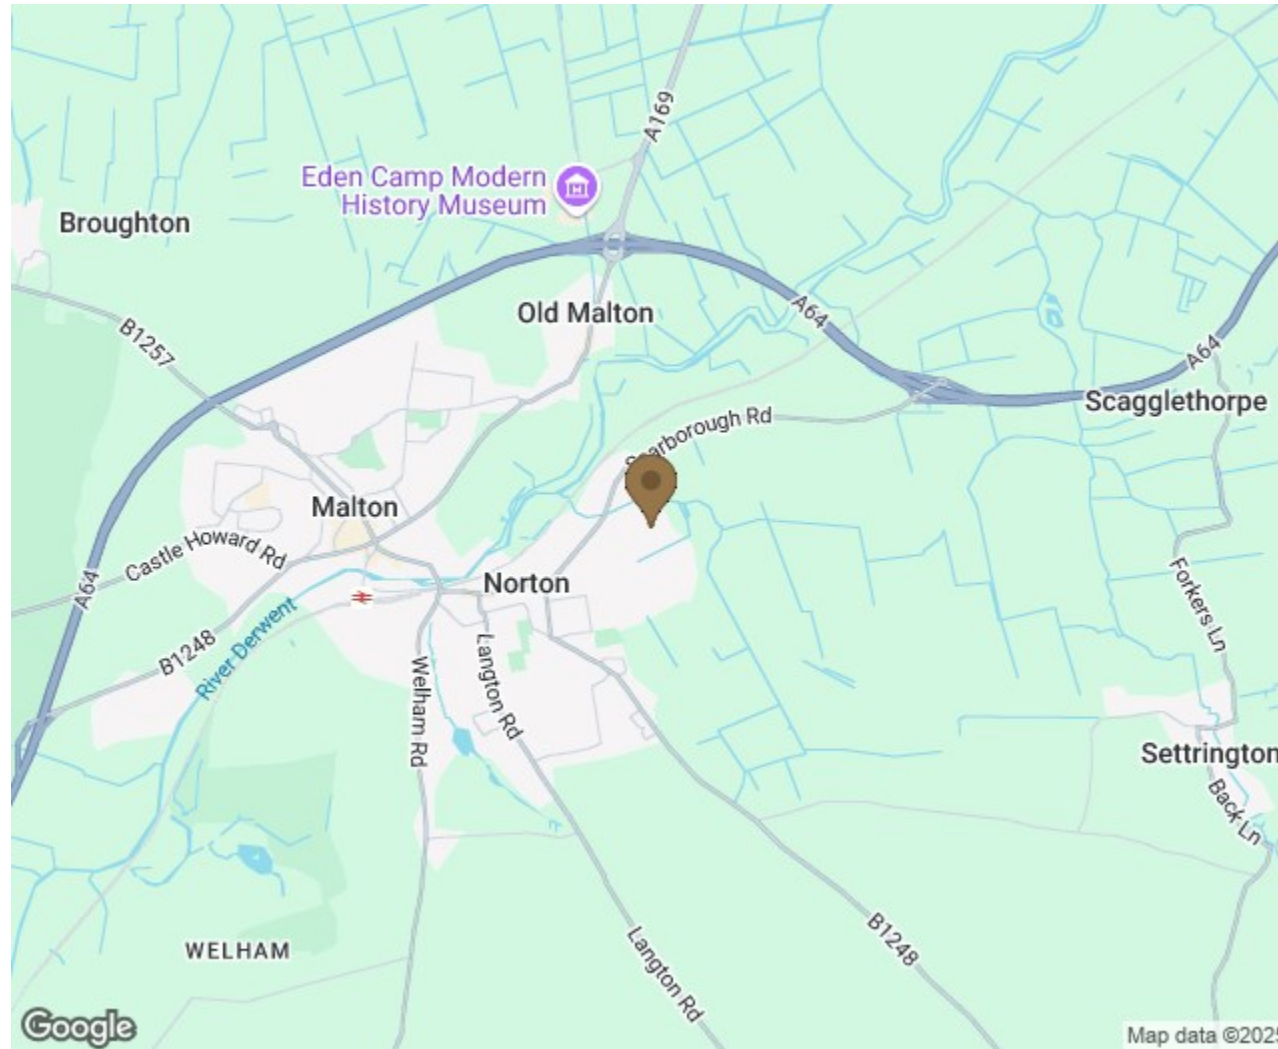 A169
Eden Camp Modern
History Museum
Broughton
Old Malton
A64
B1257
A64
Scagglethorpe
Scarborough Rd
Malton
Castle Howard Rd
A64
Norton
Forkers Ln
River Derwent
B1248
Langton Rd
Welham Rd
Settrington
Back Ln
B1248
WELHAM
Langton Rd
Google
Map data ©2025